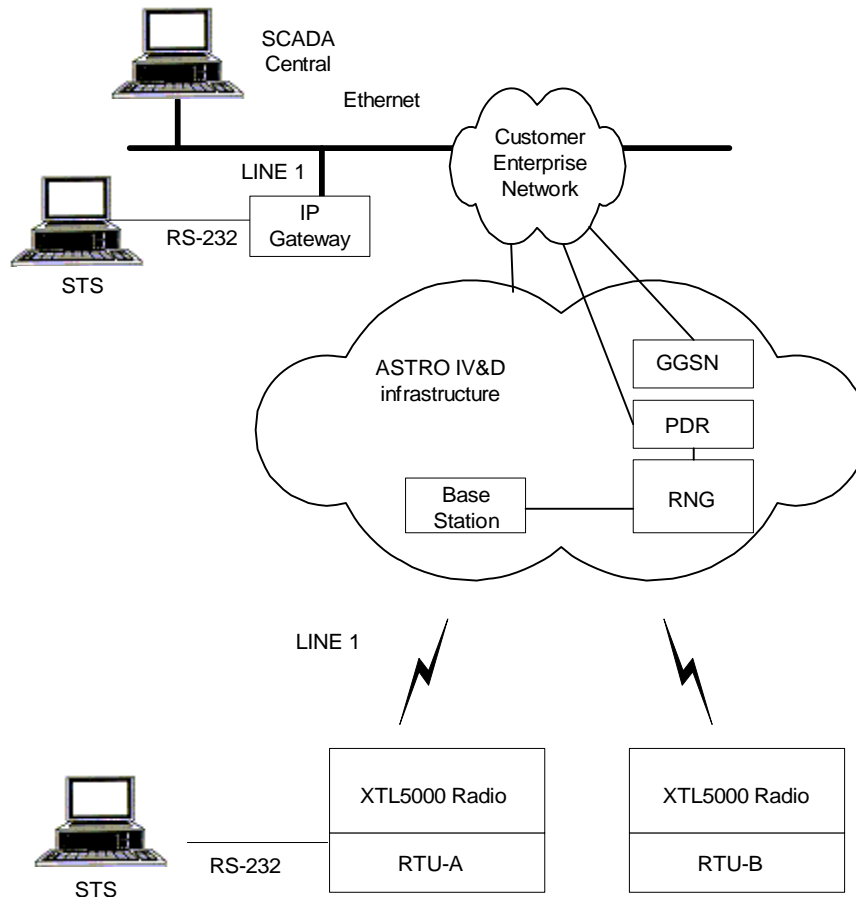 SCADA
Central
Ethernet
Customer
Enterprise
Network
LINE 1
IP
Gateway
RS-232
STS
ASTRO IV&D
infrastructure
GGSN
PDR
RNG
Base
Station
LINE 1
XTL5000 Radio
XTL5000 Radio
RS-232
RTU-A
RTU-B
STS